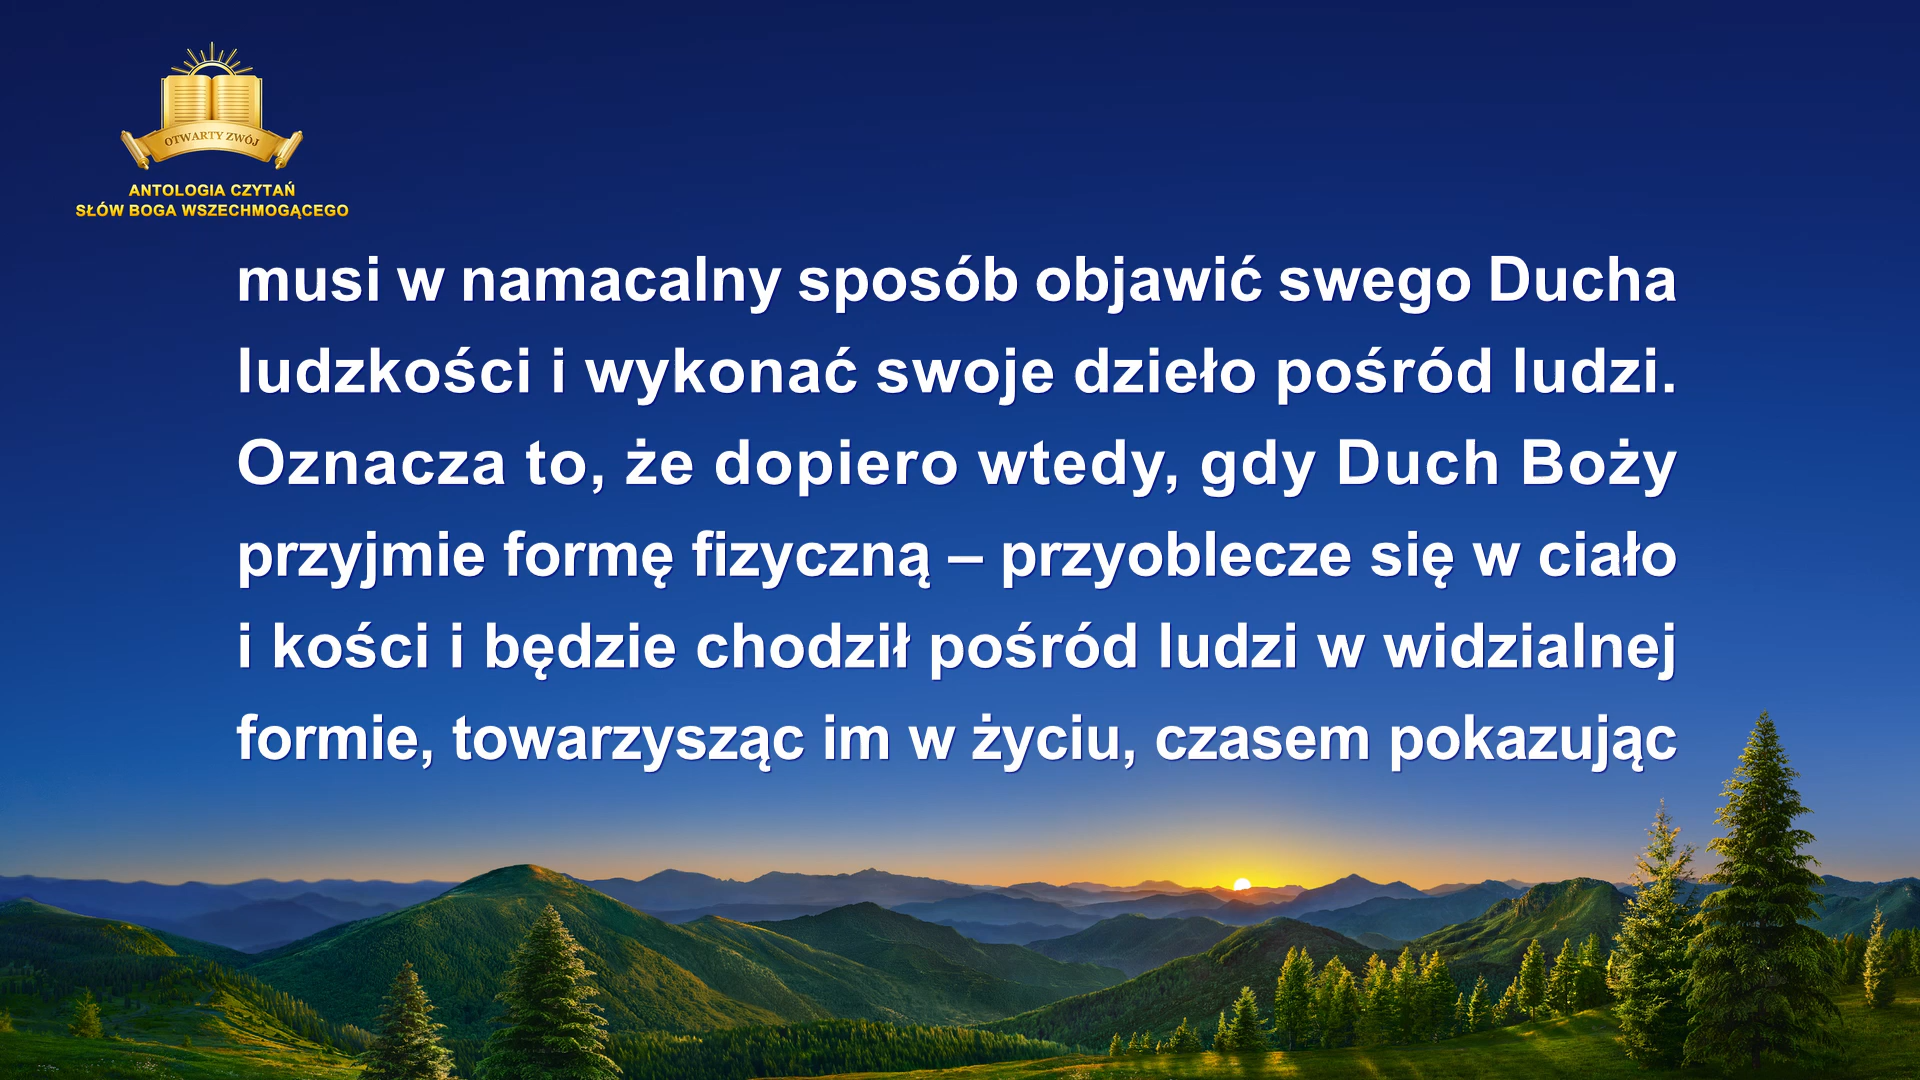 OTWARTY ZWÓJ
ANTOLOGIA CZYTAŃ
SŁÓW BOGA WSZECHMOGĄCEGO
musi w namacalny sposób objawić swego Ducha
ludzkości i wykonać swoje dzieło pośród ludzi.
Oznacza to, że dopiero wtedy, gdy Duch Boży
przyjmie formę fizyczną – przyoblecze się w ciało
i kości i będzie chodził pośród ludzi w widzialnej
formie, towarzysząc im w życiu, czasem pokazując